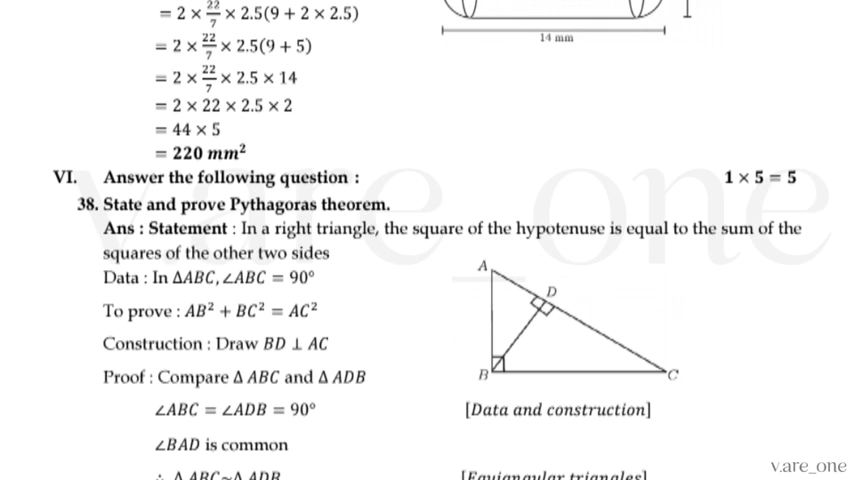 = 2 × 22/7 × 2.5(9 + 2 × 2.5)
= 2 × 22/7 × 2.5(9 + 5)
= 2 × 22/7 × 2.5 × 14
= 2 × 22 × 2.5 × 2
= 44 × 5
= 220 mm²
14 mm
VI. Answer the following question : 1 × 5 = 5
38. State and prove Pythagoras theorem.
Ans : Statement : In a right triangle, the square of the hypotenuse is equal to the sum of the
squares of the other two sides
Data : In ΔABC, ∠ABC = 90°
To prove : AB² + BC² = AC²
Construction : Draw BD ⊥ AC
Proof : Compare Δ ABC and Δ ADB
A
D
B
C
∠ABC = ∠ADB = 90° [Data and construction]
∠BAD is common
∴ Δ ABC~Δ ADB [Equiangular triangles]
v.are_one
v.are_one